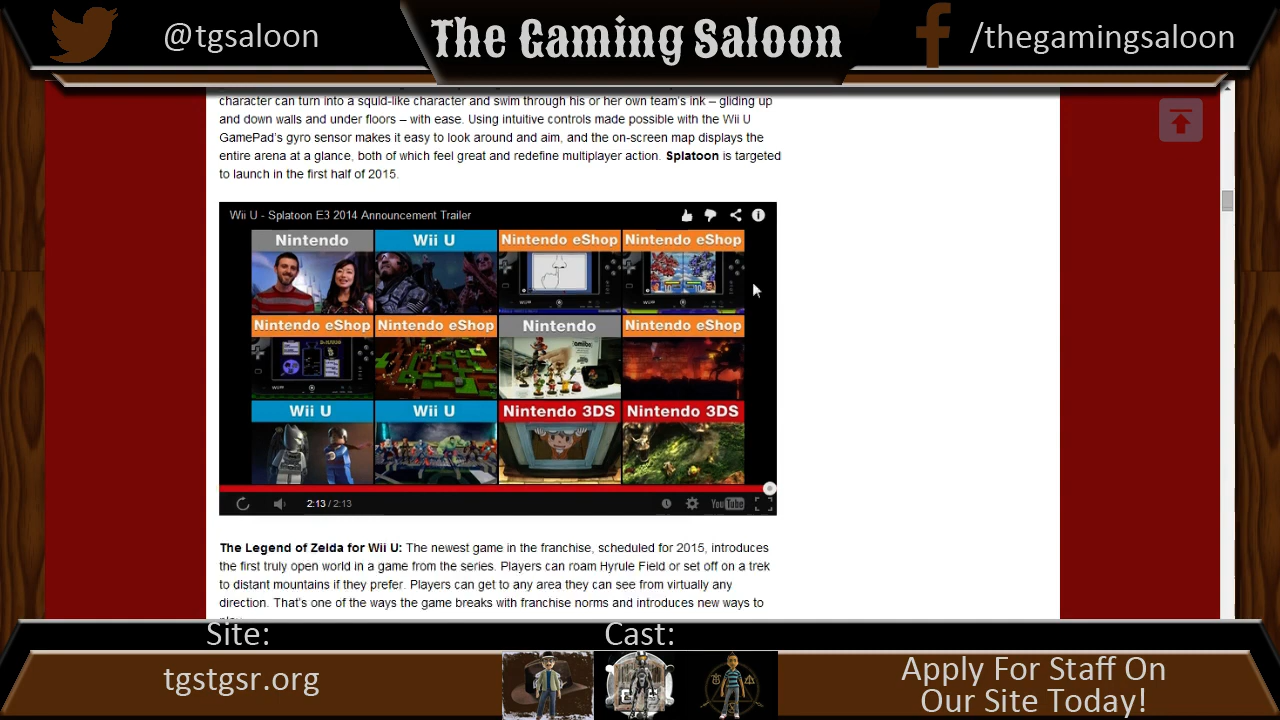 @tgsaloon
The Gaming Saloon
/thegamingsaloon
character can turn into a squid-like character and swim through his or her own team's ink – gliding up
and down walls and under floors – with ease. Using intuitive controls made possible with the Wii U
GamePad's gyro sensor makes it easy to look around and aim, and the on-screen map displays the
entire arena at a glance, both of which feel great and redefine multiplayer action. Splatoon is targeted
to launch in the first half of 2015.
Wii U - Splatoon E3 2014 Announcement Trailer
Nintendo Wii U Nintendo eShop Nintendo eShop
Nintendo eShop Nintendo eShop Nintendo Nintendo eShop
amiibo
Wii U Wii U Nintendo 3DS Nintendo 3DS
2:13 / 2:13
YouTube
The Legend of Zelda for Wii U: The newest game in the franchise, scheduled for 2015, introduces
the first truly open world in a game from the series. Players can roam Hyrule Field or set off on a trek
to distant mountains if they prefer. Players can get to any area they can see from virtually any
direction. That's one of the ways the game breaks with franchise norms and introduces new ways to
Site:
tgstgsr.org
Cast:
Apply For Staff On
Our Site Today!